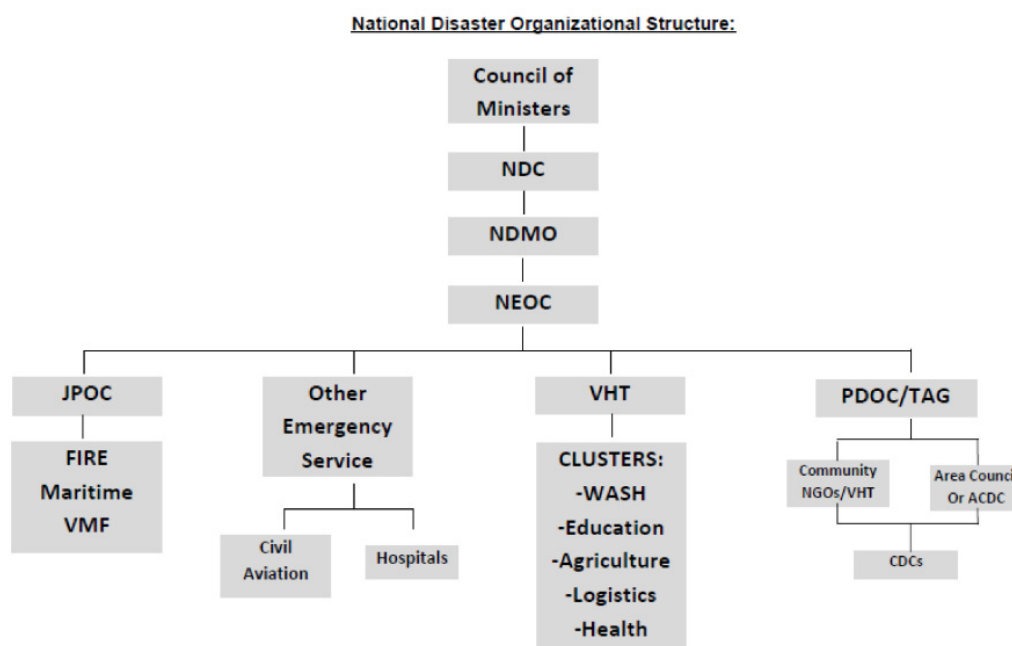 National Disaster Organizational Structure:
Council of
Ministers
NDC
NDMO
NEOC
JPOC
FIRE
Maritime
VMF
Other
Emergency
Service
Civil
Aviation
Hospitals
VHT
CLUSTERS:
-WASH
-Education
-Agriculture
-Logistics
-Health
PDOC/TAG
Community
NGOs/VHT
Area Counci
Or ACDC
CDCs